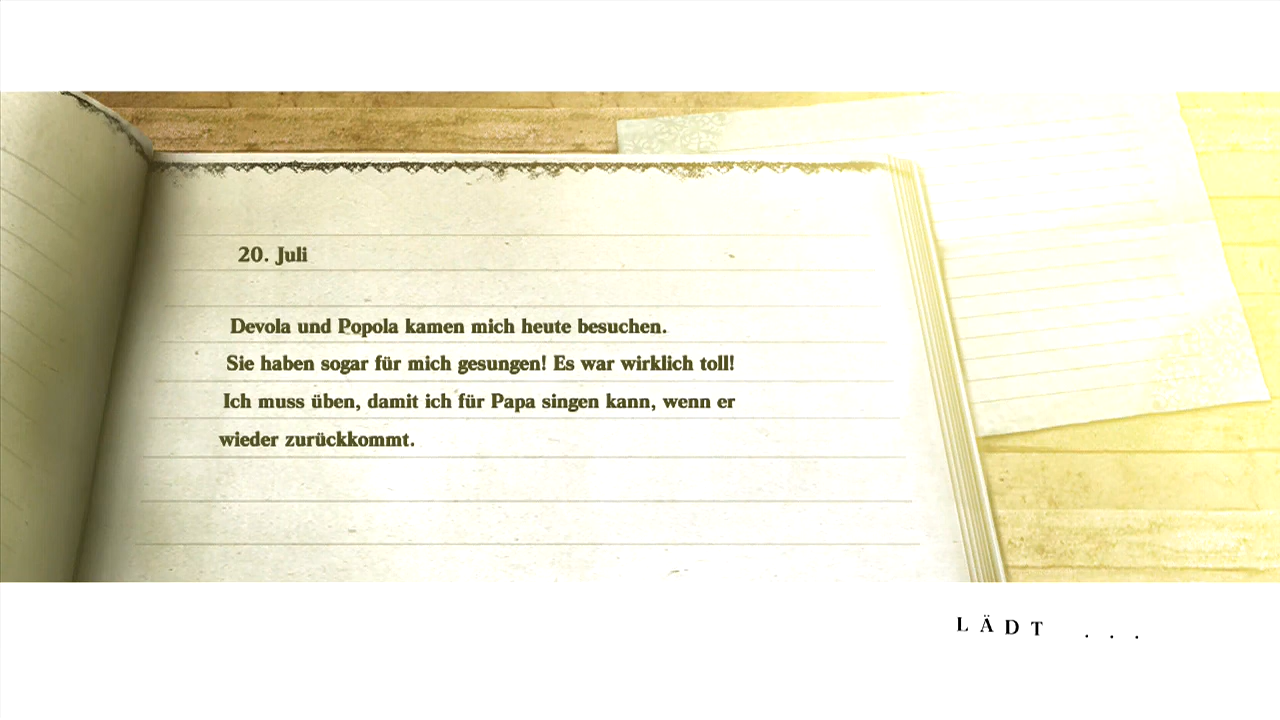 20. Juli
Devola und Popola kamen mich heute besuchen.
Sie haben sogar für mich gesungen! Es war wirklich toll!
Ich muss üben, damit ich für Papa singen kann, wenn er
wieder zurückkommt.
LÄDT ...